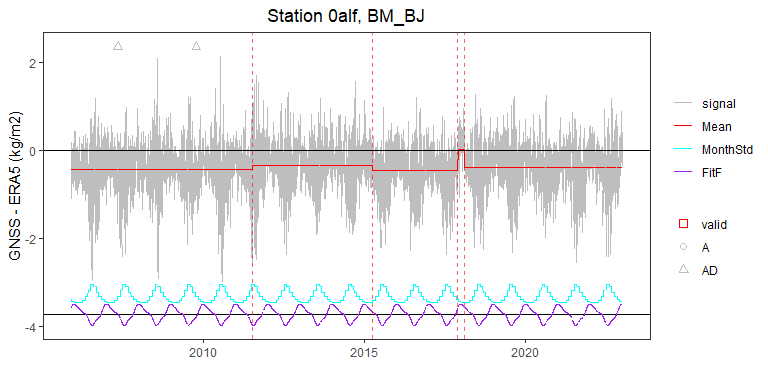 Station 0alf, BM_BJ
GNSS - ERA5 (kg/m2)
2
0
-2
-4
2010
2015
2020
signal
Mean
MonthStd
FitF
valid
A
AD